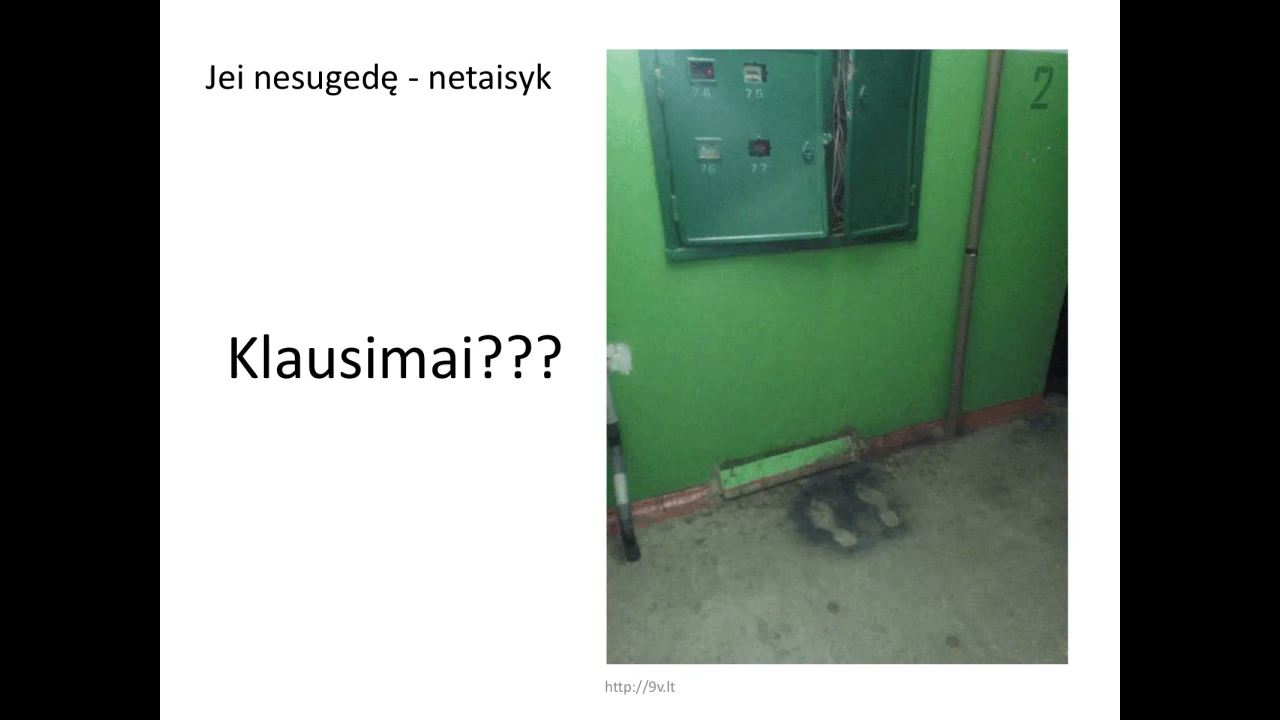 Jei nesugedę - netaisyk
Klausimai???
74 75
76 77
2
http://9v.lt